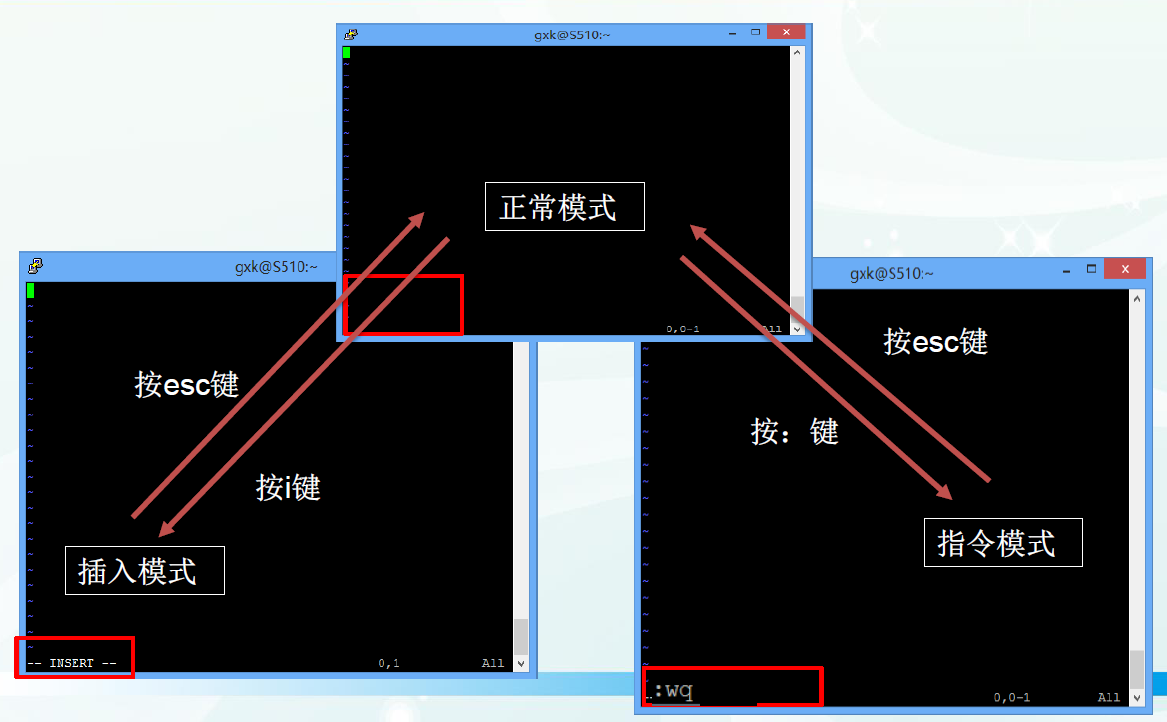 gxk@S510:~
正常模式
0,0-1 All
gxk@S510:~
按esc键
按i键
插入模式
-- INSERT -- 0,1 All
gxk@S510:~
按esc键
按：键
指令模式
:wq 0,0-1 All